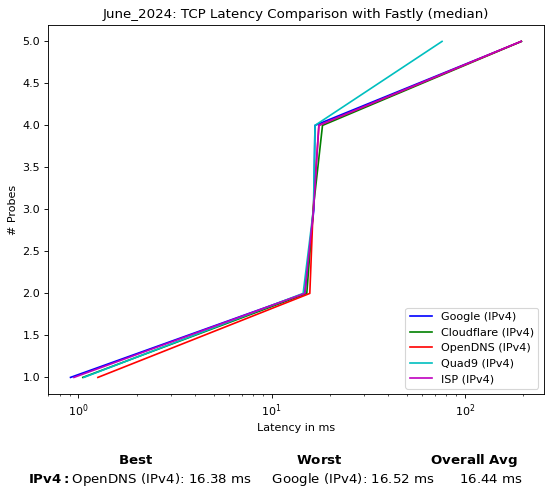 June_2024: TCP Latency Comparison with Fastly (median)
5.0
4.5
4.0
3.5
3.0
2.5
2.0
1.5
1.0
# Probes
Google (IPv4)
Cloudflare (IPv4)
OpenDNS (IPv4)
Quad9 (IPv4)
ISP (IPv4)
10⁰ 10¹ 10²
Latency in ms
Best Worst Overall Avg
IPv4: OpenDNS (IPv4): 16.38 ms Google (IPv4): 16.52 ms 16.44 ms